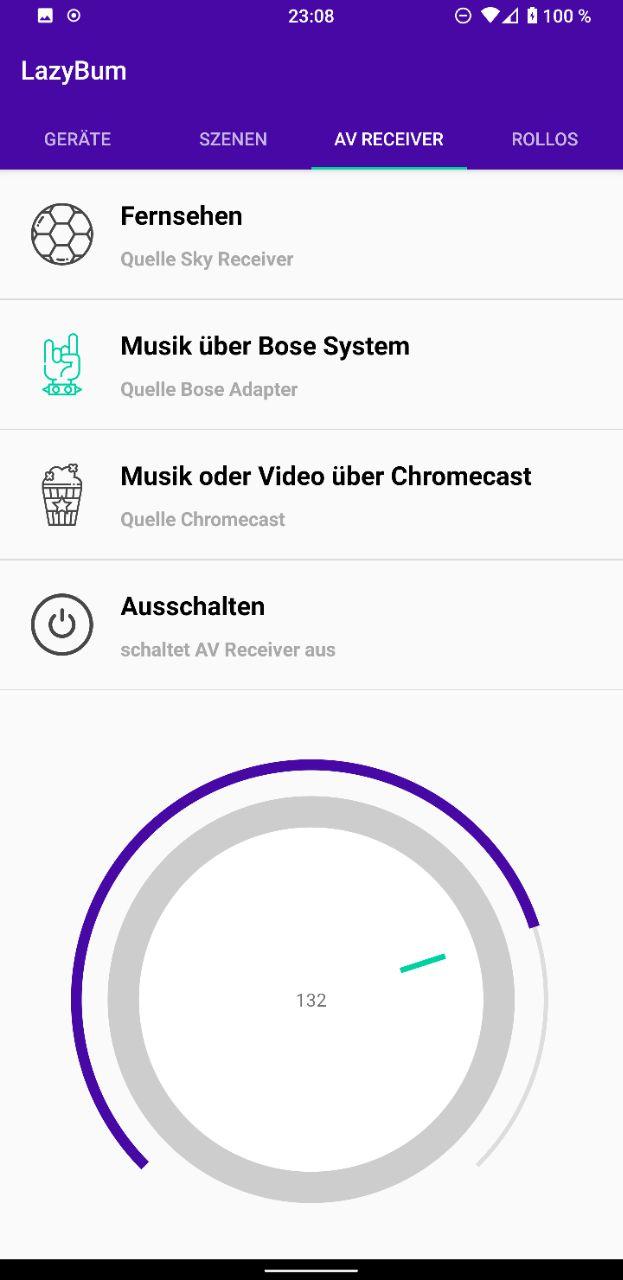 23:08
100 %
LazyBum
GERÄTE
SZENEN
AV RECEIVER
ROLLOS
Fernsehen
Quelle Sky Receiver
Musik über Bose System
Quelle Bose Adapter
Musik oder Video über Chromecast
Quelle Chromecast
Ausschalten
schaltet AV Receiver aus
132